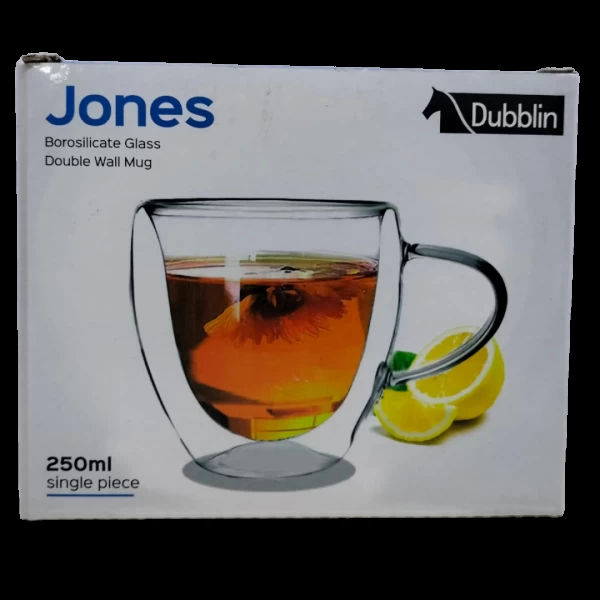 Jones
Borosilicate Glass
Double Wall Mug
Dubblin
250ml
single piece